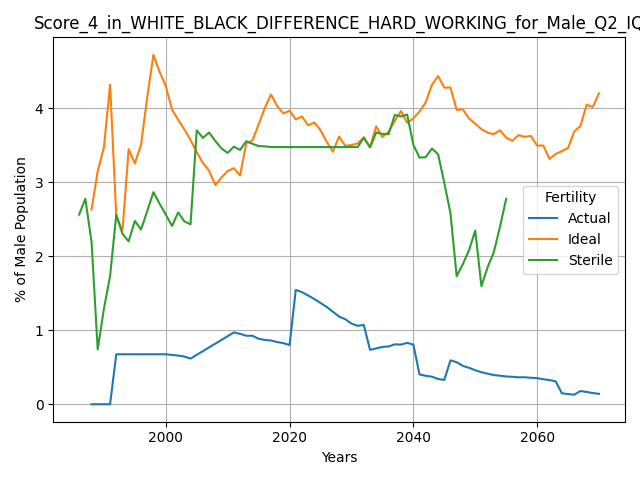 Score_4_in_WHITE_BLACK_DIFFERENCE_HARD_WORKING_for_Male_Q2_IQ
% of Male Population
4
3
2
1
0
Fertility
Actual
Ideal
Sterile
2000
2020
2040
2060
Years